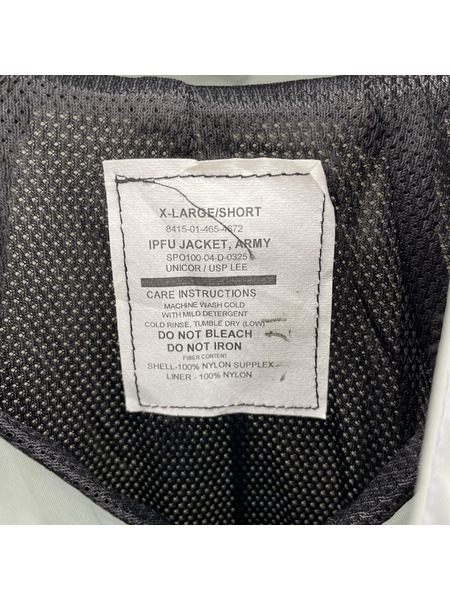 X-LARGE/SHORT
8415-01-465-4672
IPFU JACKET, ARMY
SPO100-04-D-0325
UNICOR / USP LEE
CARE INSTRUCTIONS
MACHINE WASH COLD
WITH MILD DETERGENT
COLD RINSE, TUMBLE DRY (LOW)
DO NOT BLEACH
DO NOT IRON
FIBER CONTENT
SHELL-100% NYLON SUPPLEX
LINER - 100% NYLON